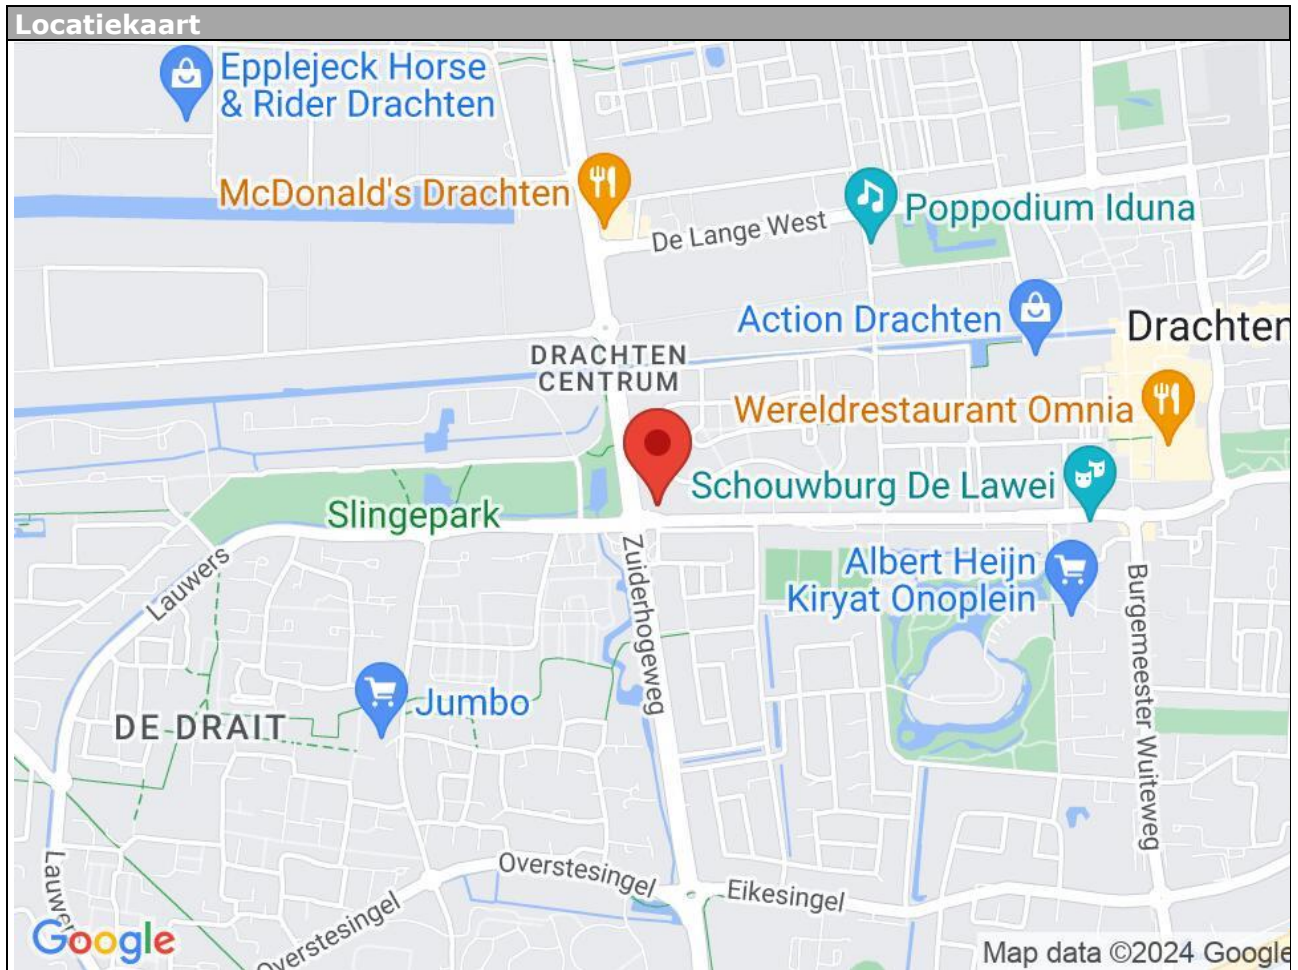 Locatiekaart
Epplejeck Horse
& Rider Drachten
McDonald's Drachten
Poppodium Iduna
De Lange West
Action Drachten
Drachten
DRACHTEN
CENTRUM
Wereldrestaurant Omnia
Schouwburg De Lawei
Slingepark
Lauwers
Zuiderhogeweg
Albert Heijn
Kiryat Onoplein
Burgemeester Wuiteweg
Jumbo
DE DRAIT
Overstesingel
Eikesingel
Lauwer
Overstesingel
Google
Map data ©2024 Google